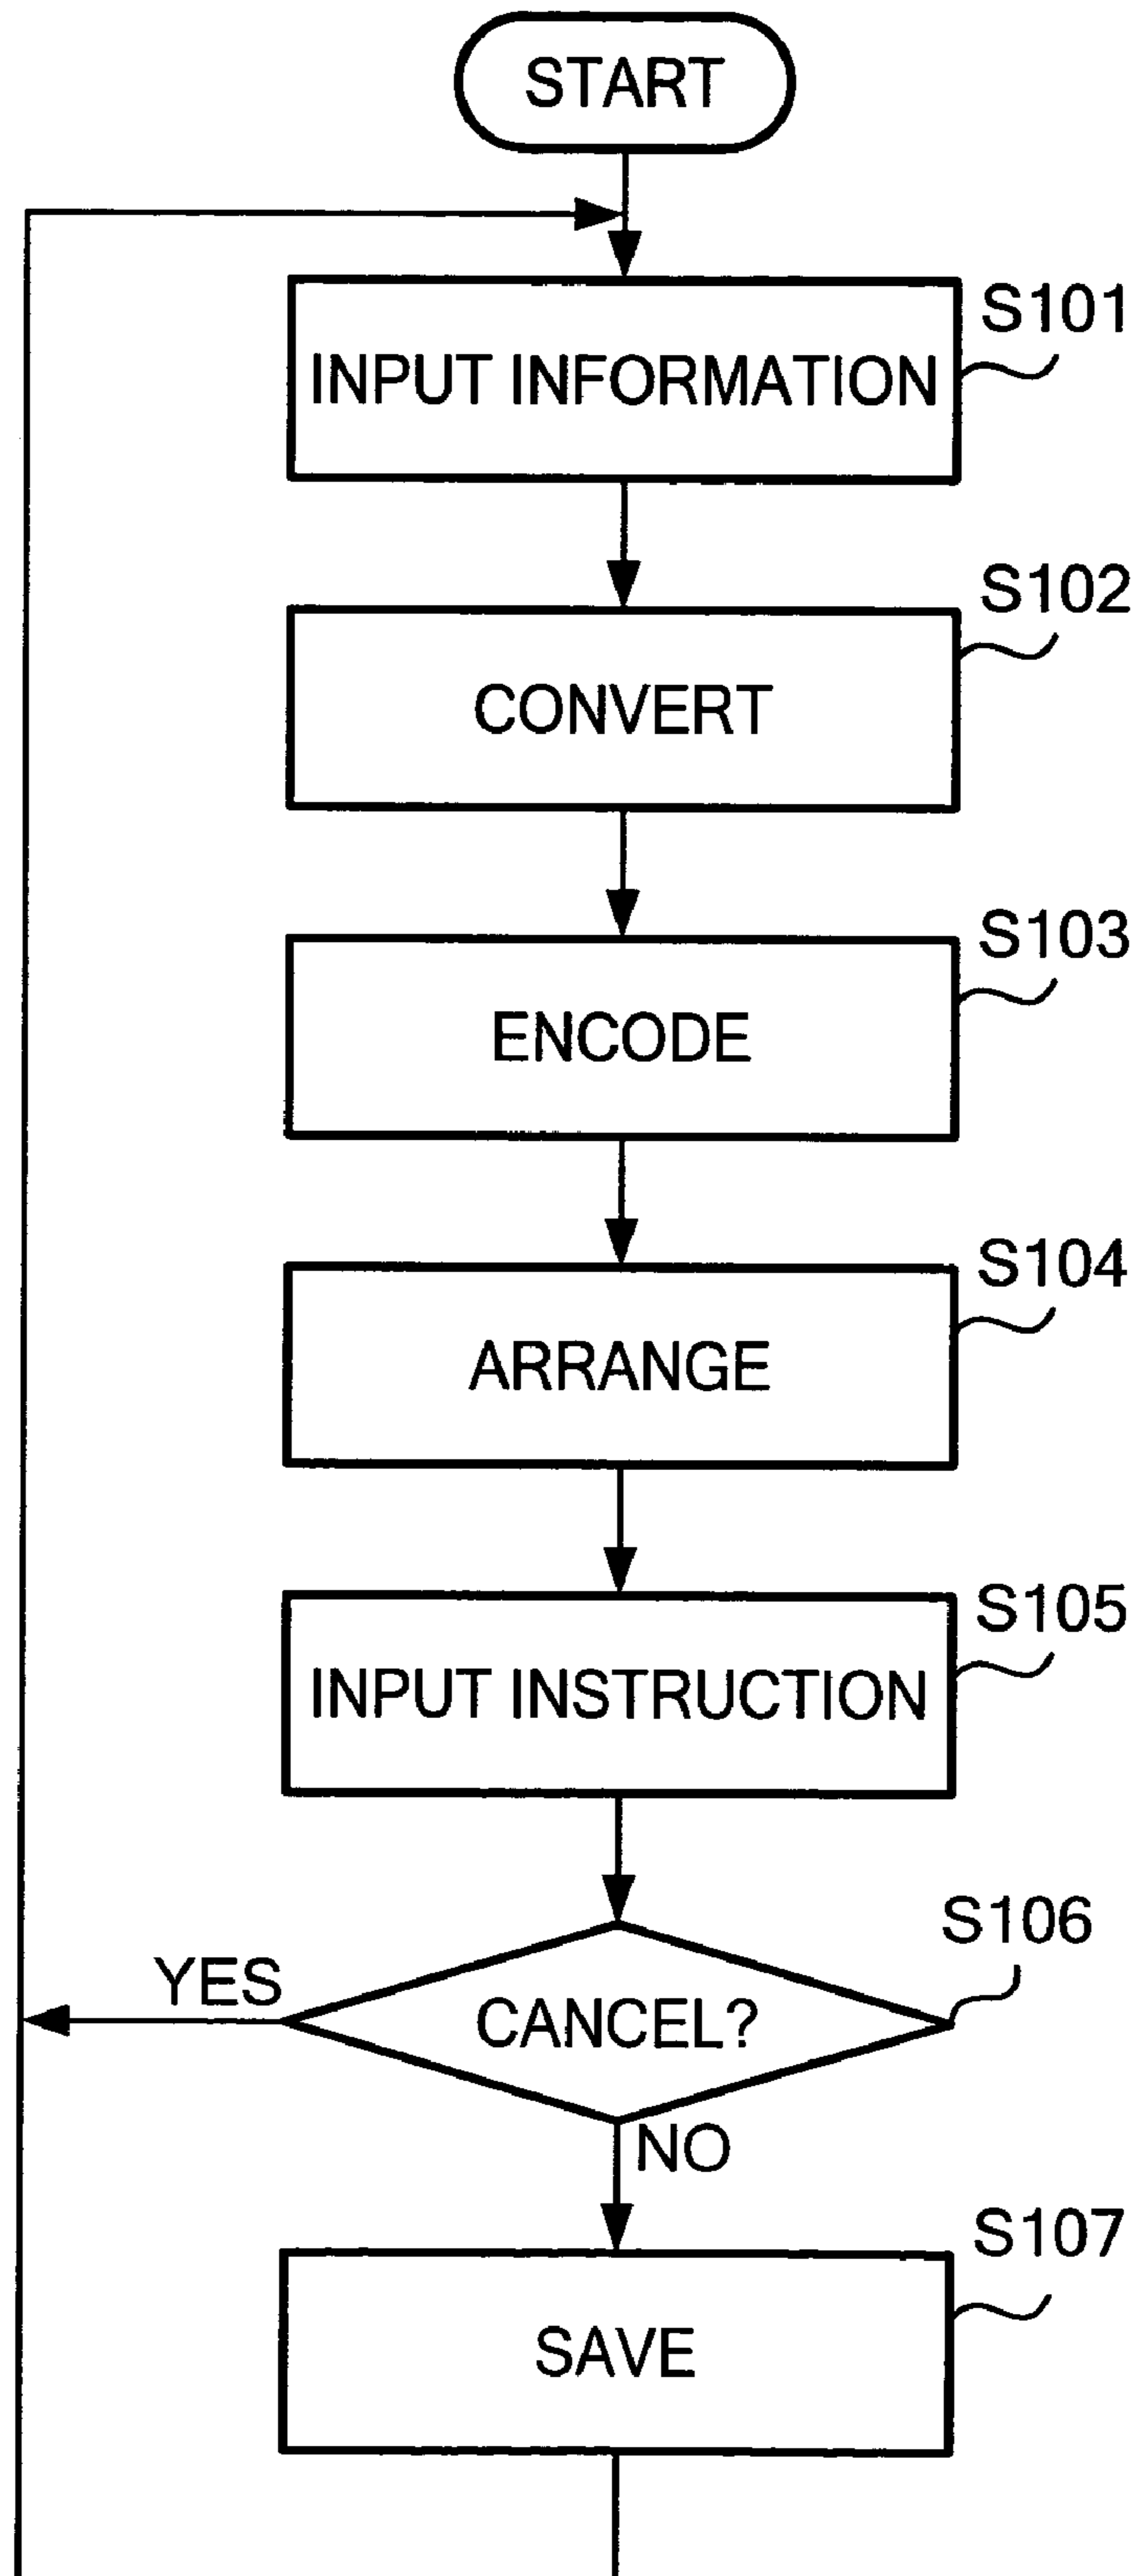 START
S101
INPUT INFORMATION
S102
CONVERT
S103
ENCODE
S104
ARRANGE
S105
INPUT INSTRUCTION
S106
YES
CANCEL?
NO
S107
SAVE